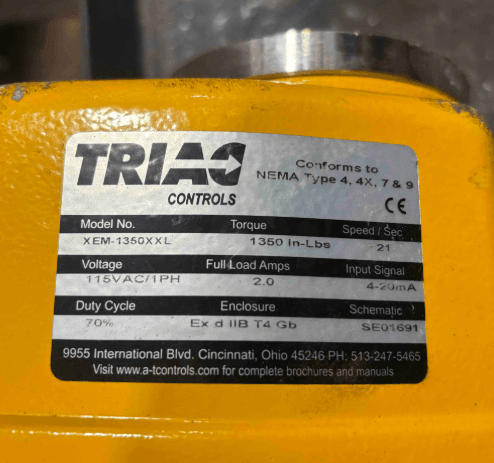 TRIAC
CONTROLS
Conforms to
NEMA Type 4, 4X, 7 & 9
CE
Model No. Torque Speed / Sec
XEM-1350XXL 1350 In-Lbs 21
Voltage Full Load Amps Input Signal
115VAC/1PH 2.0 4-20mA
Duty Cycle Enclosure Schematic
70% Ex d IIB T4 Gb SE01691
9955 International Blvd. Cincinnati, Ohio 45246 PH: 513-247-5465
Visit www.a-tcontrols.com for complete brochures and manuals